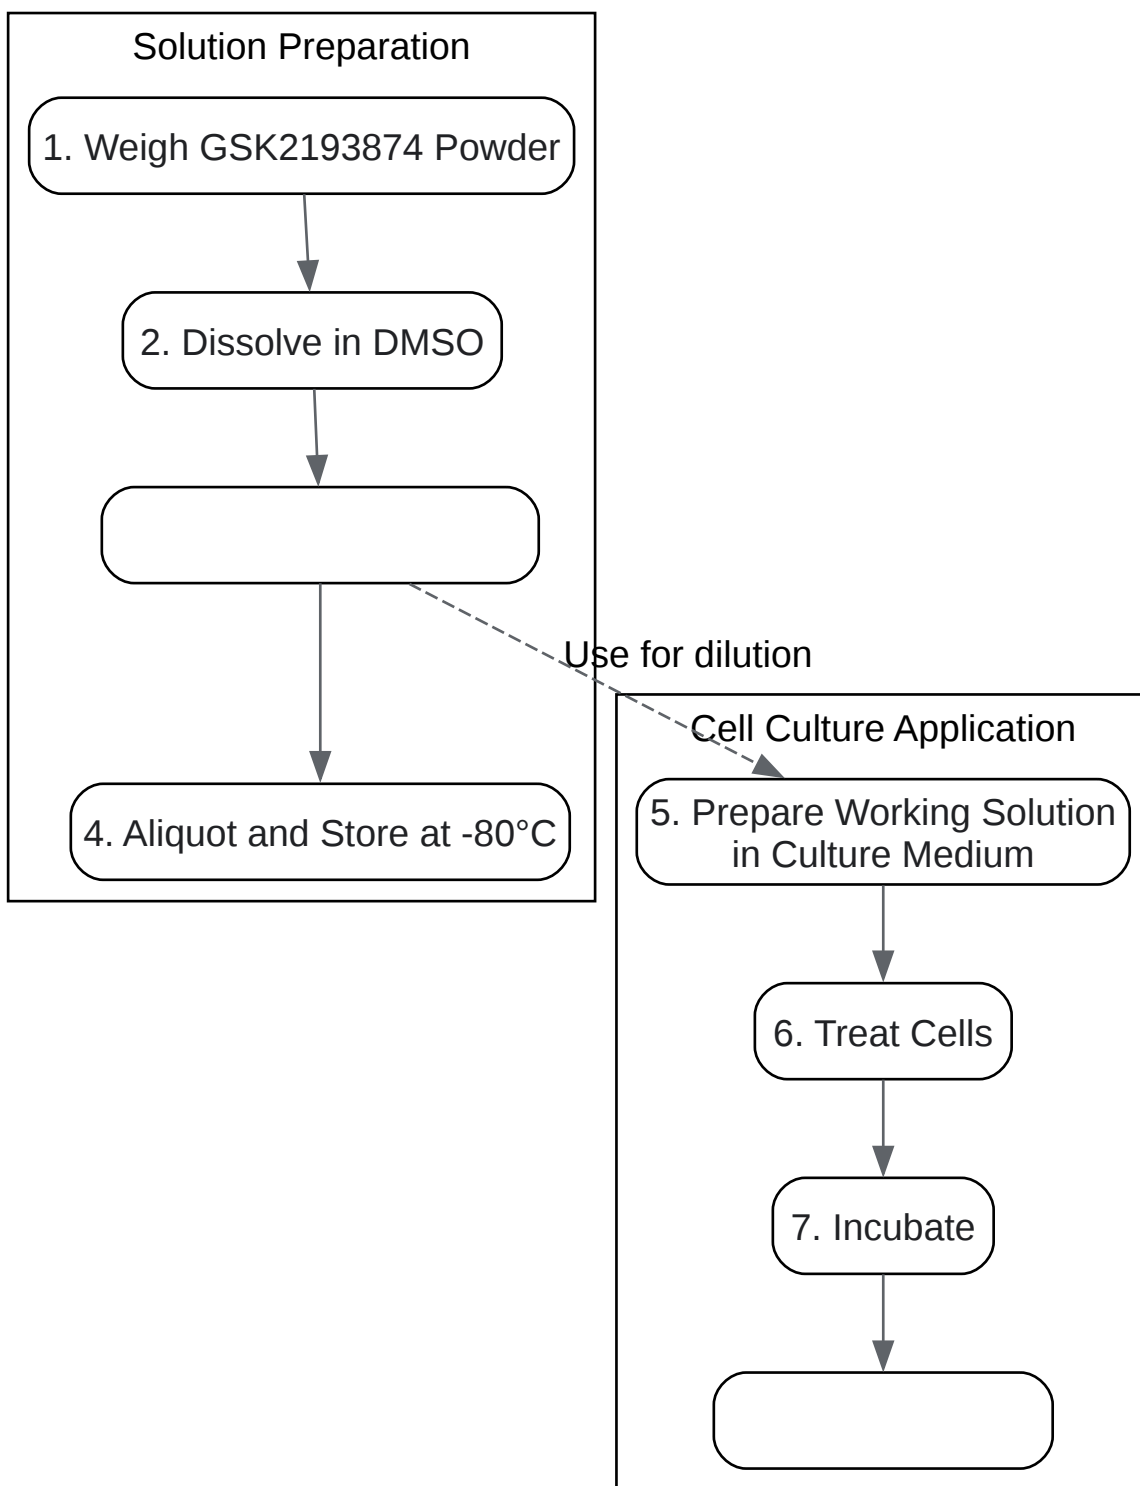 Solution Preparation
1. Weigh GSK2193874 Powder
2. Dissolve in DMSO
4. Aliquot and Store at -80°C
Use for dilution
Cell Culture Application
5. Prepare Working Solution
in Culture Medium
6. Treat Cells
7. Incubate